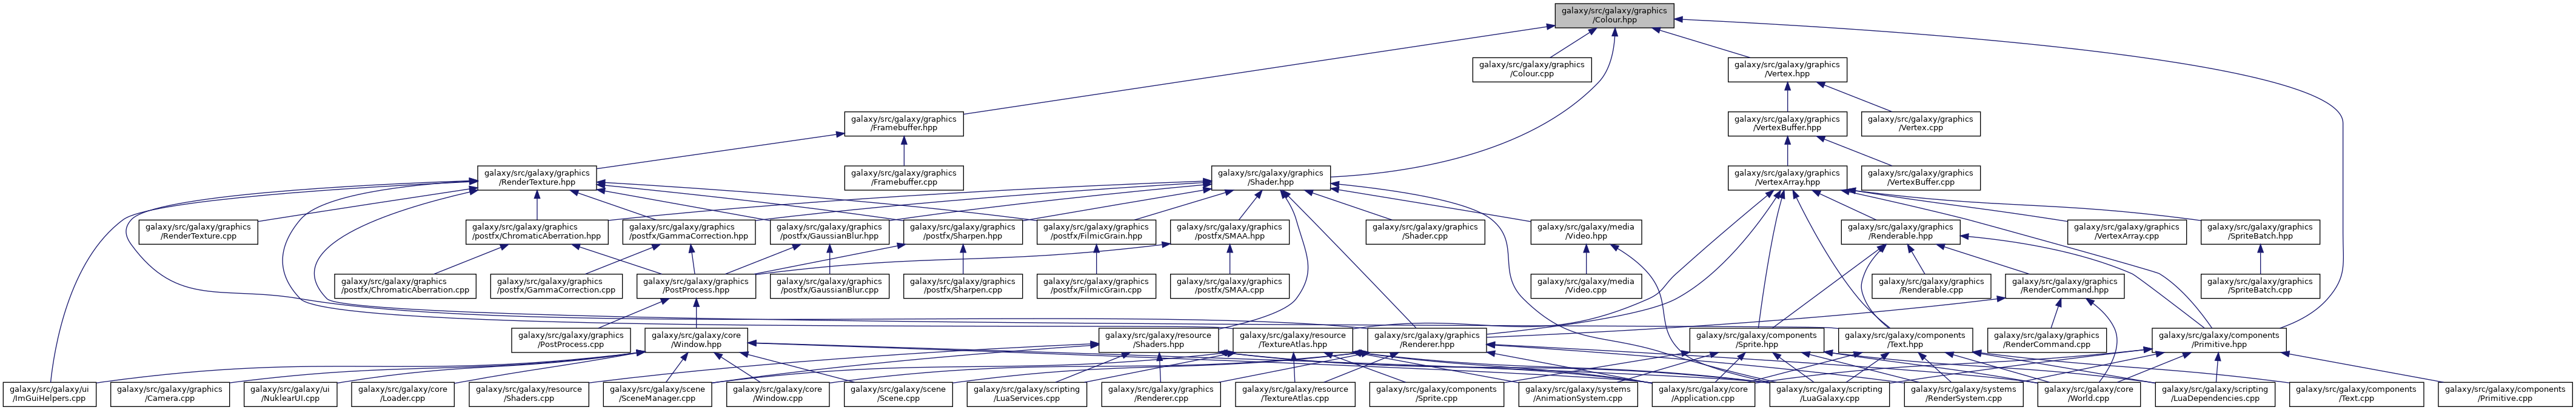 galaxy/src/galaxy/graphics
/Colour.hpp
galaxy/src/galaxy/graphics
/Colour.cpp
galaxy/src/galaxy/graphics
/Vertex.hpp
galaxy/src/galaxy/graphics
/Framebuffer.hpp
galaxy/src/galaxy/graphics
/VertexBuffer.hpp
galaxy/src/galaxy/graphics
/Vertex.cpp
galaxy/src/galaxy/graphics
/RenderTexture.hpp
galaxy/src/galaxy/graphics
/Framebuffer.cpp
galaxy/src/galaxy/graphics
/Shader.hpp
galaxy/src/galaxy/graphics
/VertexArray.hpp
galaxy/src/galaxy/graphics
/VertexBuffer.cpp
galaxy/src/galaxy/graphics
/RenderTexture.cpp
galaxy/src/galaxy/graphics
/postfx/ChromaticAberration.hpp
galaxy/src/galaxy/graphics
/postfx/GammaCorrection.hpp
galaxy/src/galaxy/graphics
/postfx/GaussianBlur.hpp
galaxy/src/galaxy/graphics
/postfx/Sharpen.hpp
galaxy/src/galaxy/graphics
/postfx/FilmicGrain.hpp
galaxy/src/galaxy/graphics
/postfx/SMAA.hpp
galaxy/src/galaxy/graphics
/Shader.cpp
galaxy/src/galaxy/media
/Video.hpp
galaxy/src/galaxy/graphics
/Renderable.hpp
galaxy/src/galaxy/graphics
/VertexArray.cpp
galaxy/src/galaxy/graphics
/SpriteBatch.hpp
galaxy/src/galaxy/graphics
/postfx/ChromaticAberration.cpp
galaxy/src/galaxy/graphics
/postfx/GammaCorrection.cpp
galaxy/src/galaxy/graphics
/PostProcess.hpp
galaxy/src/galaxy/graphics
/postfx/GaussianBlur.cpp
galaxy/src/galaxy/graphics
/postfx/Sharpen.cpp
galaxy/src/galaxy/graphics
/postfx/FilmicGrain.cpp
galaxy/src/galaxy/graphics
/postfx/SMAA.cpp
galaxy/src/galaxy/media
/Video.cpp
galaxy/src/galaxy/graphics
/Renderable.cpp
galaxy/src/galaxy/graphics
/RenderCommand.hpp
galaxy/src/galaxy/graphics
/SpriteBatch.cpp
galaxy/src/galaxy/graphics
/PostProcess.cpp
galaxy/src/galaxy/core
/Window.hpp
galaxy/src/galaxy/resource
/Shaders.hpp
galaxy/src/galaxy/resource
/TextureAtlas.hpp
galaxy/src/galaxy/graphics
/Renderer.hpp
galaxy/src/galaxy/components
/Sprite.hpp
galaxy/src/galaxy/components
/Text.hpp
galaxy/src/galaxy/graphics
/RenderCommand.cpp
galaxy/src/galaxy/components
/Primitive.hpp
galaxy/src/galaxy/ui
/ImGuiHelpers.cpp
galaxy/src/galaxy/graphics
/Camera.cpp
galaxy/src/galaxy/ui
/NuklearUI.cpp
galaxy/src/galaxy/core
/Loader.cpp
galaxy/src/galaxy/resource
/Shaders.cpp
galaxy/src/galaxy/scene
/SceneManager.cpp
galaxy/src/galaxy/core
/Window.cpp
galaxy/src/galaxy/scene
/Scene.cpp
galaxy/src/galaxy/scripting
/LuaServices.cpp
galaxy/src/galaxy/graphics
/Renderer.cpp
galaxy/src/galaxy/resource
/TextureAtlas.cpp
galaxy/src/galaxy/components
/Sprite.cpp
galaxy/src/galaxy/systems
/AnimationSystem.cpp
galaxy/src/galaxy/core
/Application.cpp
galaxy/src/galaxy/scripting
/LuaGalaxy.cpp
galaxy/src/galaxy/systems
/RenderSystem.cpp
galaxy/src/galaxy/core
/World.cpp
galaxy/src/galaxy/scripting
/LuaDependencies.cpp
galaxy/src/galaxy/components
/Text.cpp
galaxy/src/galaxy/components
/Primitive.cpp